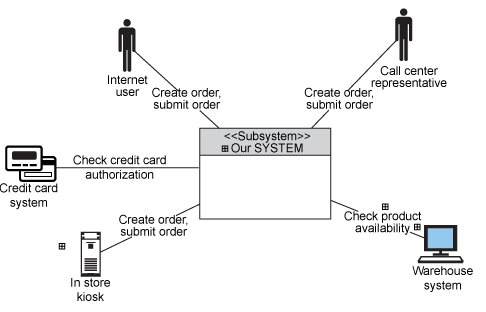 Internet
user
Call center
representative
Create order,
submit order
Create order,
submit order
<<Subsystem>>
Our SYSTEM
Check credit card
authorization
Credit card
system
Create order,
submit order
Check product
availability
In store
kiosk
Warehouse
system